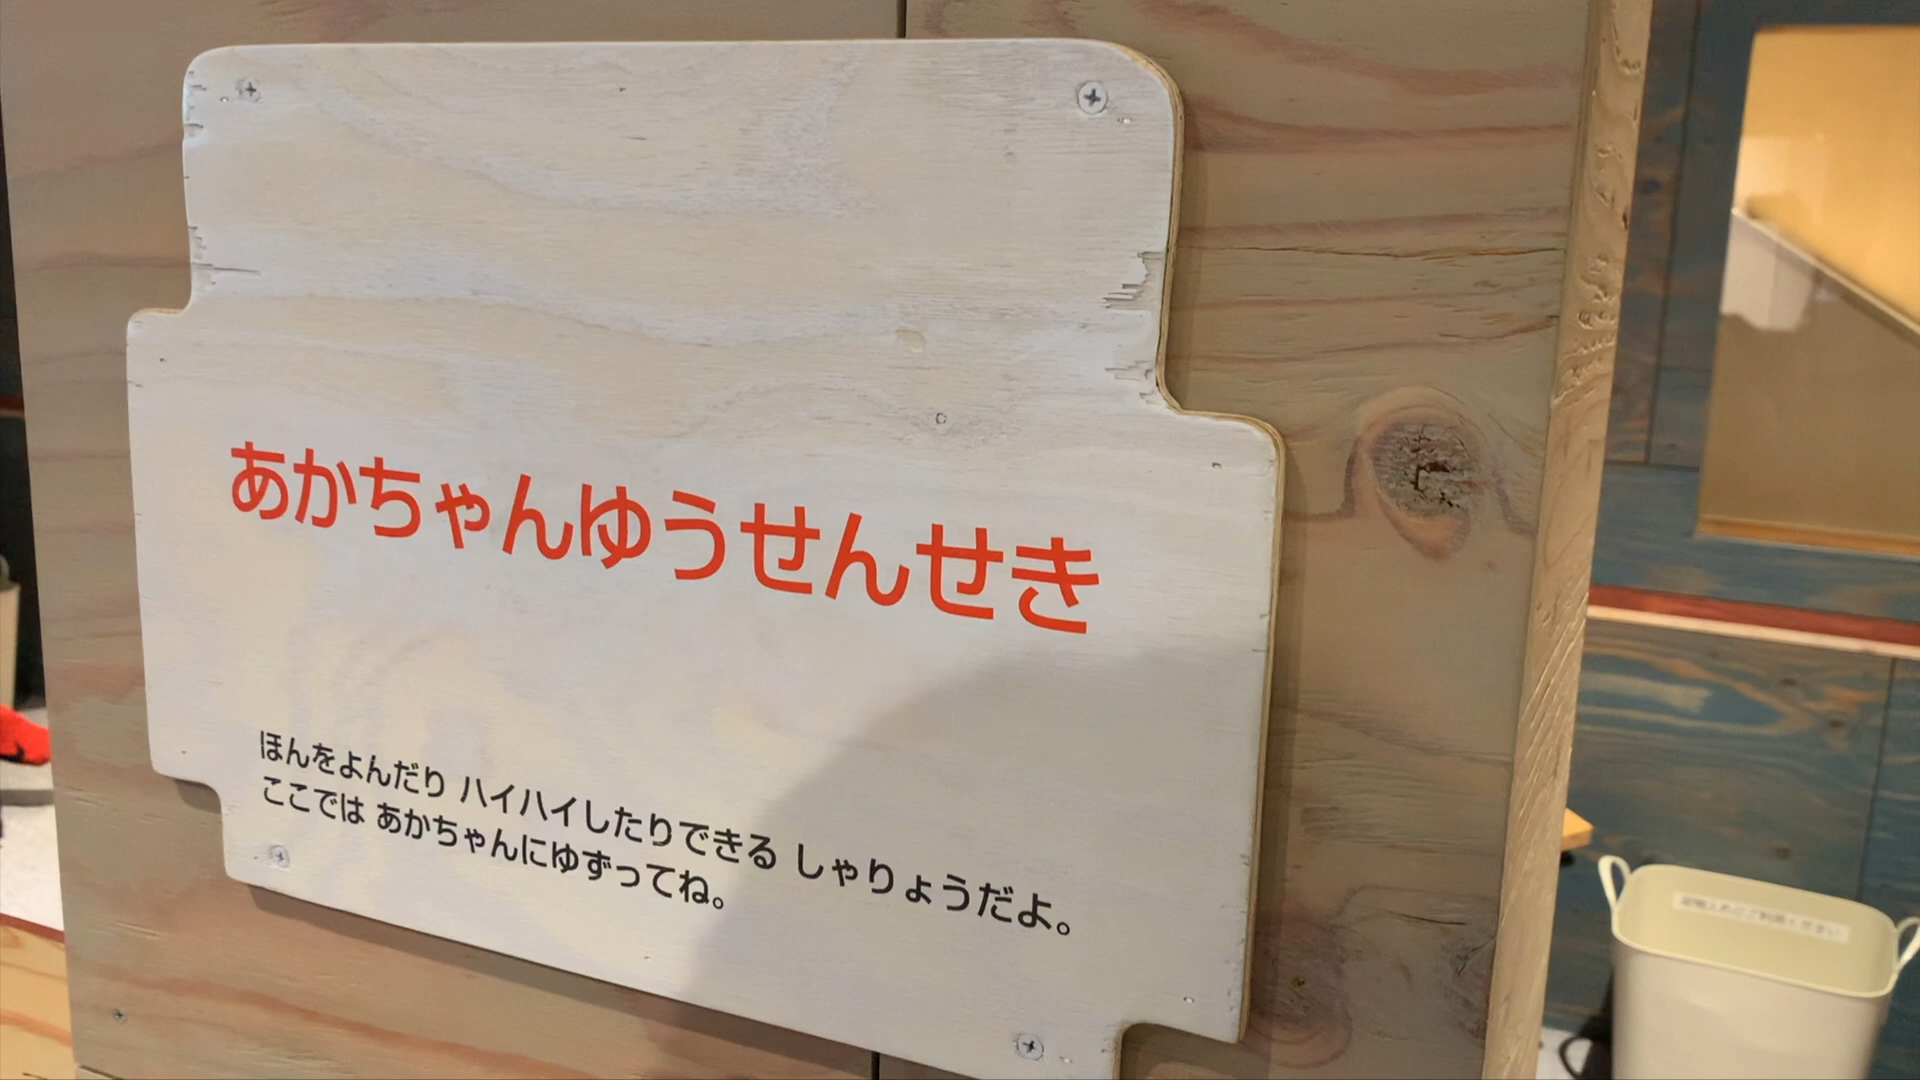 あかちゃんゆうせんせき
ほんをよんだり ハイハイしたりできる しゃりょうだよ。
ここでは あかちゃんにゆずってね。